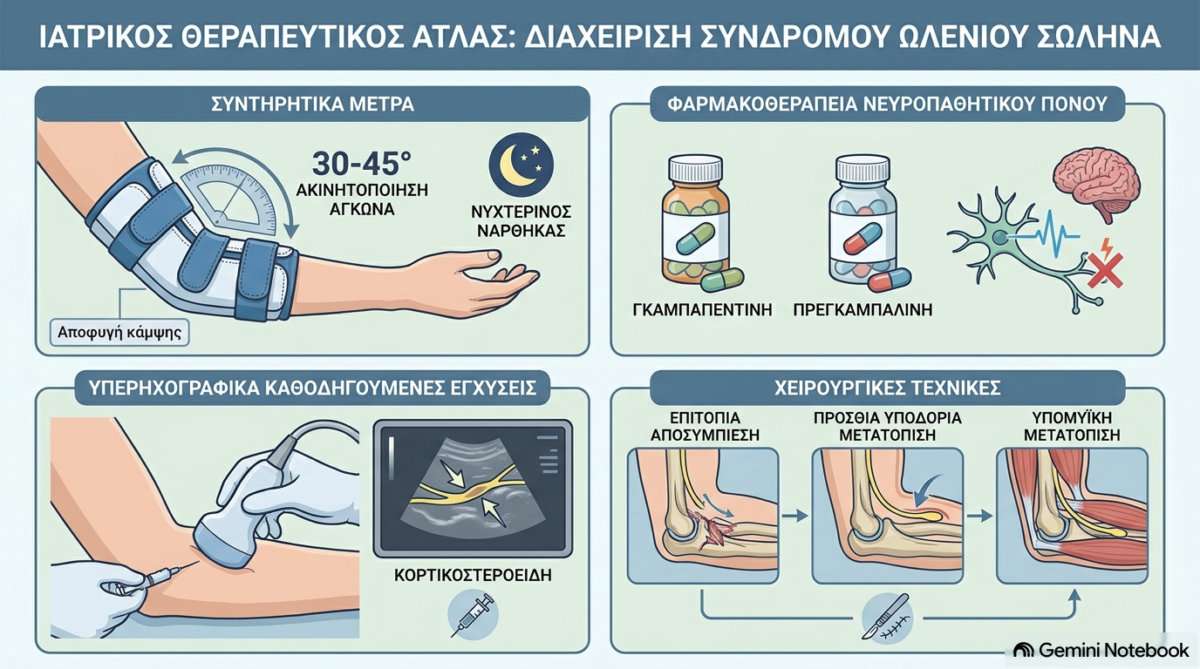 ΙΑΤΡΙΚΟΣ ΘΕΡΑΠΕΥΤΙΚΟΣ ΑΤΛΑΣ: ΔΙΑΧΕΙΡΙΣΗ ΣΥΝΔΡΟΜΟΥ ΩΛΕΝΙΟΥ ΣΩΛΗΝΑ
ΣΥΝΤΗΡΗΤΙΚΑ ΜΕΤΡΑ
30-45°
ΑΚΙΝΗΤΟΠΟΙΗΣΗ
ΑΓΚΩΝΑ
ΝΥΧΤΕΡΙΝΟΣ
ΝΑΡΘΗΚΑΣ
Αποφυγή κάμψης
ΦΑΡΜΑΚΟΘΕΡΑΠΕΙΑ ΝΕΥΡΟΠΑΘΗΤΙΚΟΥ ΠΟΝΟΥ
ΓΚΑΜΠΑΠΕΝΤΙΝΗ
ΠΡΕΓΚΑΜΠΑΛΙΝΗ
ΥΠΕΡΗΧΟΓΡΑΦΙΚΑ ΚΑΘΟΔΗΓΟΥΜΕΝΕΣ ΕΓΧΥΣΕΙΣ
ΚΟΡΤΙΚΟΣΤΕΡΟΕΙΔΗ
ΧΕΙΡΟΥΡΓΙΚΕΣ ΤΕΧΝΙΚΕΣ
ΕΠΙΤΟΠΙΑ
ΑΠΟΣΥΜΠΙΕΣΗ
ΠΡΟΣΘΙΑ ΥΠΟΔΟΡΙΑ
ΜΕΤΑΤΟΠΙΣΗ
ΥΠΟΜΥΪΚΗ
ΜΕΤΑΤΟΠΙΣΗ
Gemini Notebook